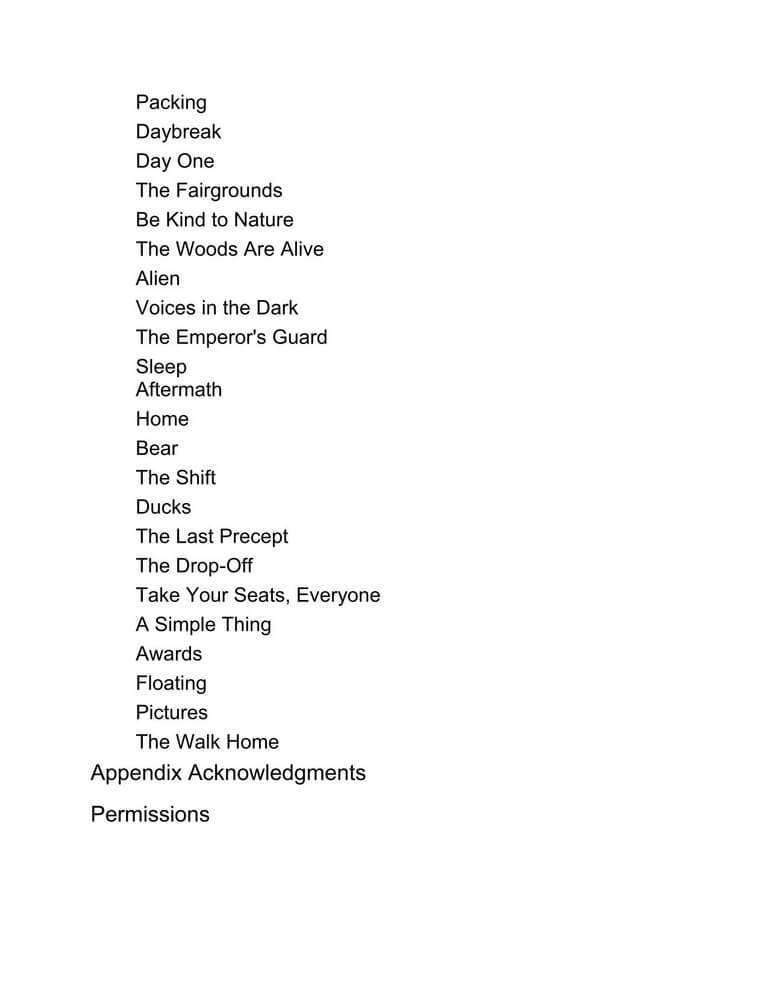 Packing
Daybreak
Day One
The Fairgrounds
Be Kind to Nature
The Woods Are Alive
Alien
Voices in the Dark
The Emperor's Guard
Sleep
Aftermath
Home
Bear
The Shift
Ducks
The Last Precept
The Drop-Off
Take Your Seats, Everyone
A Simple Thing
Awards
Floating
Pictures
The Walk Home
Appendix Acknowledgments
Permissions